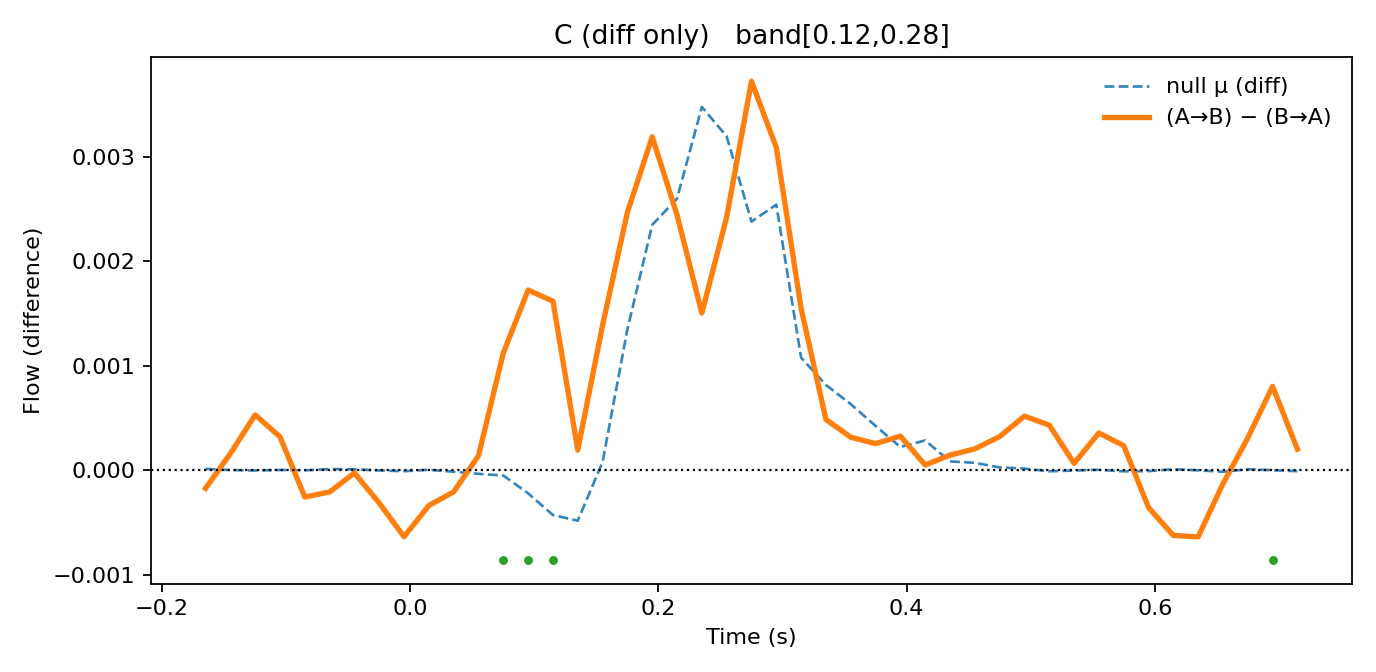 C (diff only)   band[0.12,0.28]
null μ (diff)
(A→B) − (B→A)
Flow (difference)
0.003
0.002
0.001
0.000
−0.001
−0.2
0.0
0.2
0.4
0.6
Time (s)